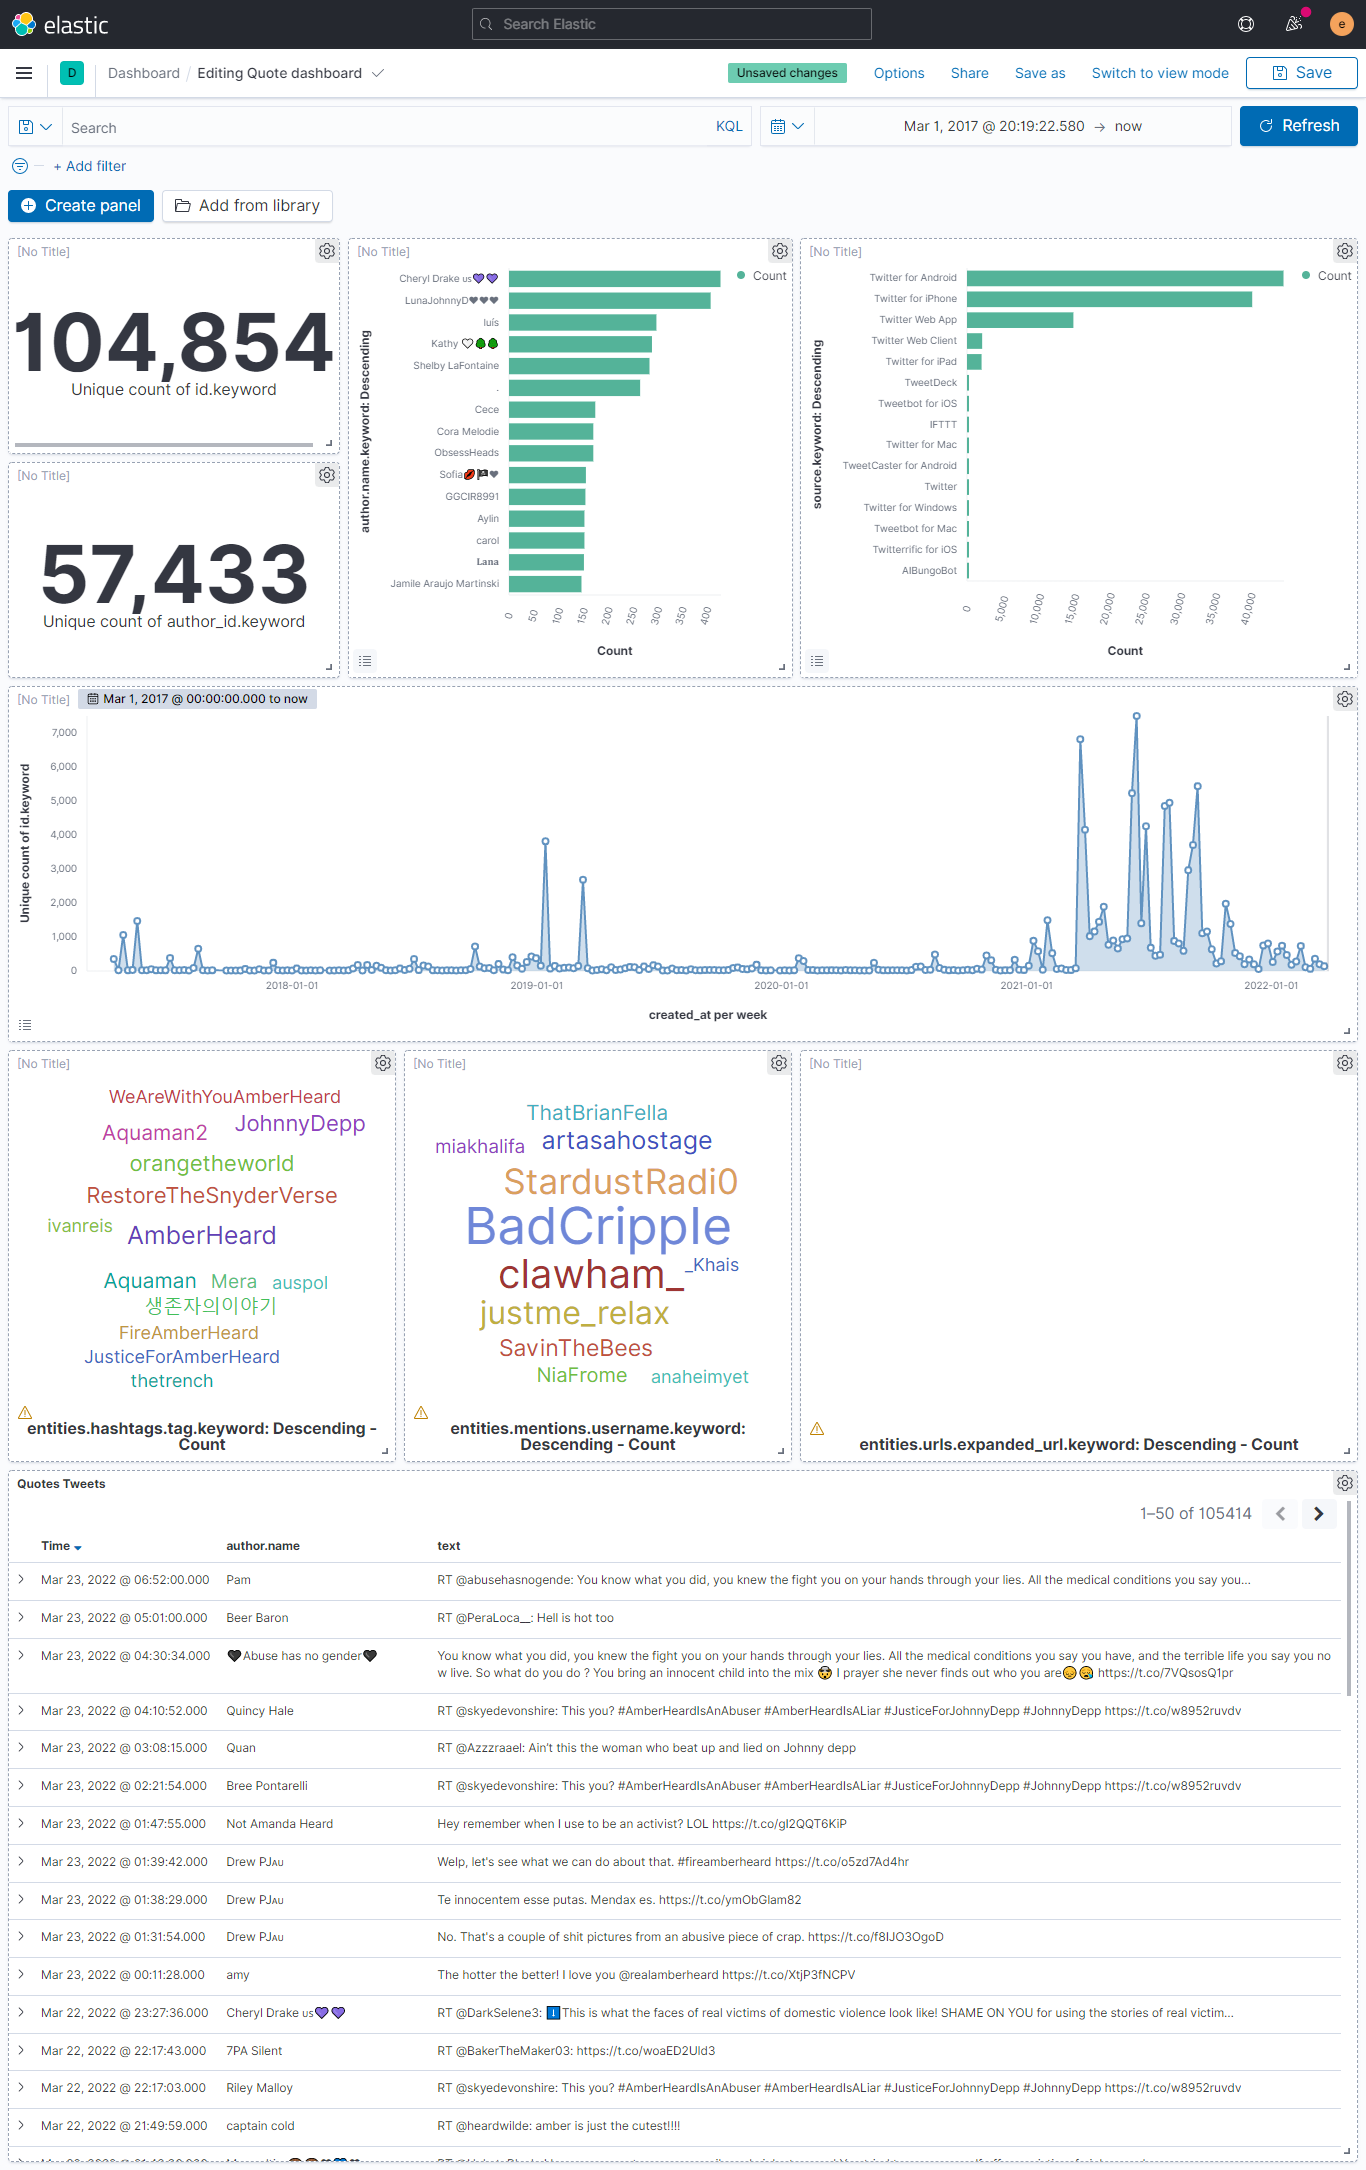 elastic
Search Elastic
e
D
Dashboard / Editing Quote dashboard
Unsaved changes
Options
Share
Save as
Switch to view mode
Save
Search
KQL
Mar 1, 2017 @ 20:19:22.580 → now
Refresh
+ Add filter
Create panel
Add from library
[No Title]
104,854
Unique count of id.keyword
[No Title]
57,433
Unique count of author_id.keyword
[No Title]
Count
author.name.keyword: Descending
Cheryl Drake us💜💜
LunaJohnnyD♥♥♥
luís
Kathy
Shelby LaFontaine
.
Cece
Cora Melodie
ObsessHeads
Sofia💋🏴♥
GGCIR8991
Aylin
carol
Lana
Jamile Araujo Martinski
0 50 100 150 200 250 300 350 400
Count
[No Title]
Count
source.keyword: Descending
Twitter for Android
Twitter for iPhone
Twitter Web App
Twitter Web Client
Twitter for iPad
TweetDeck
Tweetbot for iOS
IFTTT
Twitter for Mac
TweetCaster for Android
Twitter
Twitter for Windows
Tweetbot for Mac
Twitterrific for iOS
AIBungoBot
0 5,000 10,000 15,000 20,000 25,000 30,000 35,000 40,000
Count
[No Title]
Mar 1, 2017 @ 00:00:00.000 to now
Unique count of id.keyword
7,000
6,000
5,000
4,000
3,000
2,000
1,000
0
2018-01-01 2019-01-01 2020-01-01 2021-01-01 2022-01-01
created_at per week
[No Title]
WeAreWithYouAmberHeard
Aquaman2 JohnnyDepp
orangetheworld
RestoreTheSnyderVerse
ivanreis AmberHeard
Aquaman Mera auspol
생존자의이야기
FireAmberHeard
JusticeForAmberHeard
thetrench
entities.hashtags.tag.keyword: Descending -
Count
[No Title]
ThatBrianFella
miakhalifa artasahostage
StardustRadi0
BadCripple
clawham_ _Khais
justme_relax
SavinTheBees
NiaFrome anaheimyet
entities.mentions.username.keyword:
Descending - Count
[No Title]
entities.urls.expanded_url.keyword: Descending - Count
Quotes Tweets
1–50 of 105414
Time author.name text
Mar 23, 2022 @ 06:52:00.000 Pam RT @abusehasnogende: You know what you did, you knew the fight you on your hands through your lies. All the medical conditions you say you...
Mar 23, 2022 @ 05:01:00.000 Beer Baron RT @PeraLoca__: Hell is hot too
Mar 23, 2022 @ 04:30:34.000 🖤Abuse has no gender🖤 You know what you did, you knew the fight you on your hands through your lies. All the medical conditions you say you have, and the terrible life you say you no
w live. So what do you do ? You bring an innocent child into the mix I prayer she never finds out who you are https://t.co/7VQsosQ1pr
Mar 23, 2022 @ 04:10:52.000 Quincy Hale RT @skyedevonshire: This you? #AmberHeardIsAnAbuser #AmberHeardIsALiar #JusticeForJohnnyDepp #JohnnyDepp https://t.co/w8952ruvdv
Mar 23, 2022 @ 03:08:15.000 Quan RT @Azzzraael: Ain't this the woman who beat up and lied on Johnny depp
Mar 23, 2022 @ 02:21:54.000 Bree Pontarelli RT @skyedevonshire: This you? #AmberHeardIsAnAbuser #AmberHeardIsALiar #JusticeForJohnnyDepp #JohnnyDepp https://t.co/w8952ruvdv
Mar 23, 2022 @ 01:47:55.000 Not Amanda Heard Hey remember when I use to be an activist? LOL https://t.co/gI2QQT6KiP
Mar 23, 2022 @ 01:39:42.000 Drew PJAU Welp, let's see what we can do about that. #fireamberheard https://t.co/o5zd7Ad4hr
Mar 23, 2022 @ 01:38:29.000 Drew PJAU Te innocentem esse putas. Mendax es. https://t.co/ymObGlam82
Mar 23, 2022 @ 01:31:54.000 Drew PJAU No. That's a couple of shit pictures from an abusive piece of crap. https://t.co/f8IJO3OgoD
Mar 23, 2022 @ 00:11:28.000 amy The hotter the better! I love you @realamberheard https://t.co/XtjP3fNCPV
Mar 22, 2022 @ 23:27:36.000 Cheryl Drake us💜💜 RT @DarkSelene3: This is what the faces of real victims of domestic violence look like! SHAME ON YOU for using the stories of real victim...
Mar 22, 2022 @ 22:17:43.000 7PA Silent RT @BakerTheMaker03: https://t.co/woaED2Uld3
Mar 22, 2022 @ 22:17:03.000 Riley Malloy RT @skyedevonshire: This you? #AmberHeardIsAnAbuser #AmberHeardIsALiar #JusticeForJohnnyDepp #JohnnyDepp https://t.co/w8952ruvdv
Mar 22, 2022 @ 21:49:59.000 captain cold RT @heardwilde: amber is just the cutest!!!!